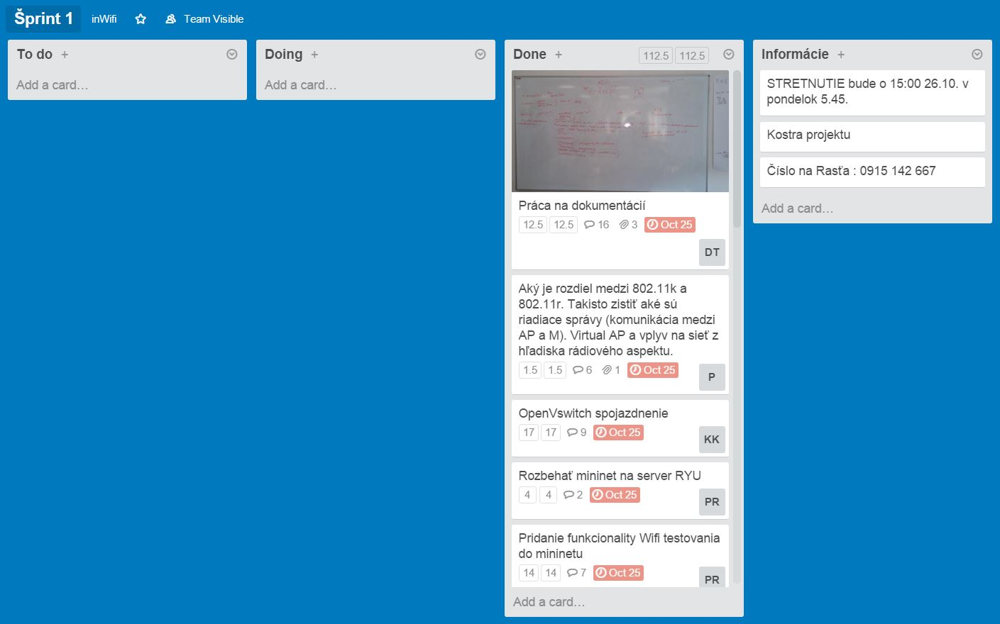 Šprint 1
inWifi
Team Visible
To do
Add a card…
Doing
Add a card…
Done
112.5 112.5
Práca na dokumentácií
12.5 12.5 16 3 Oct 25
DT
Aký je rozdiel medzi 802.11k a
802.11r. Takisto zistiť aké sú
riadiace správy (komunikácia medzi
AP a M). Virtual AP a vplyv na sieť z
hľadiska rádiového aspektu.
1.5 1.5 6 1 Oct 25
P
OpenVswitch spojazdnenie
17 17 9 Oct 25
KK
Rozbehať mininet na server RYU
4 4 2 Oct 25
PR
Pridanie funkcionality Wifi testovania
do mininetu
14 14 7 Oct 25
PR
Add a card…
Informácie
STRETNUTIE bude o 15:00 26.10. v
pondelok 5.45.
Kostra projektu
Číslo na Rasťa : 0915 142 667
Add a card…